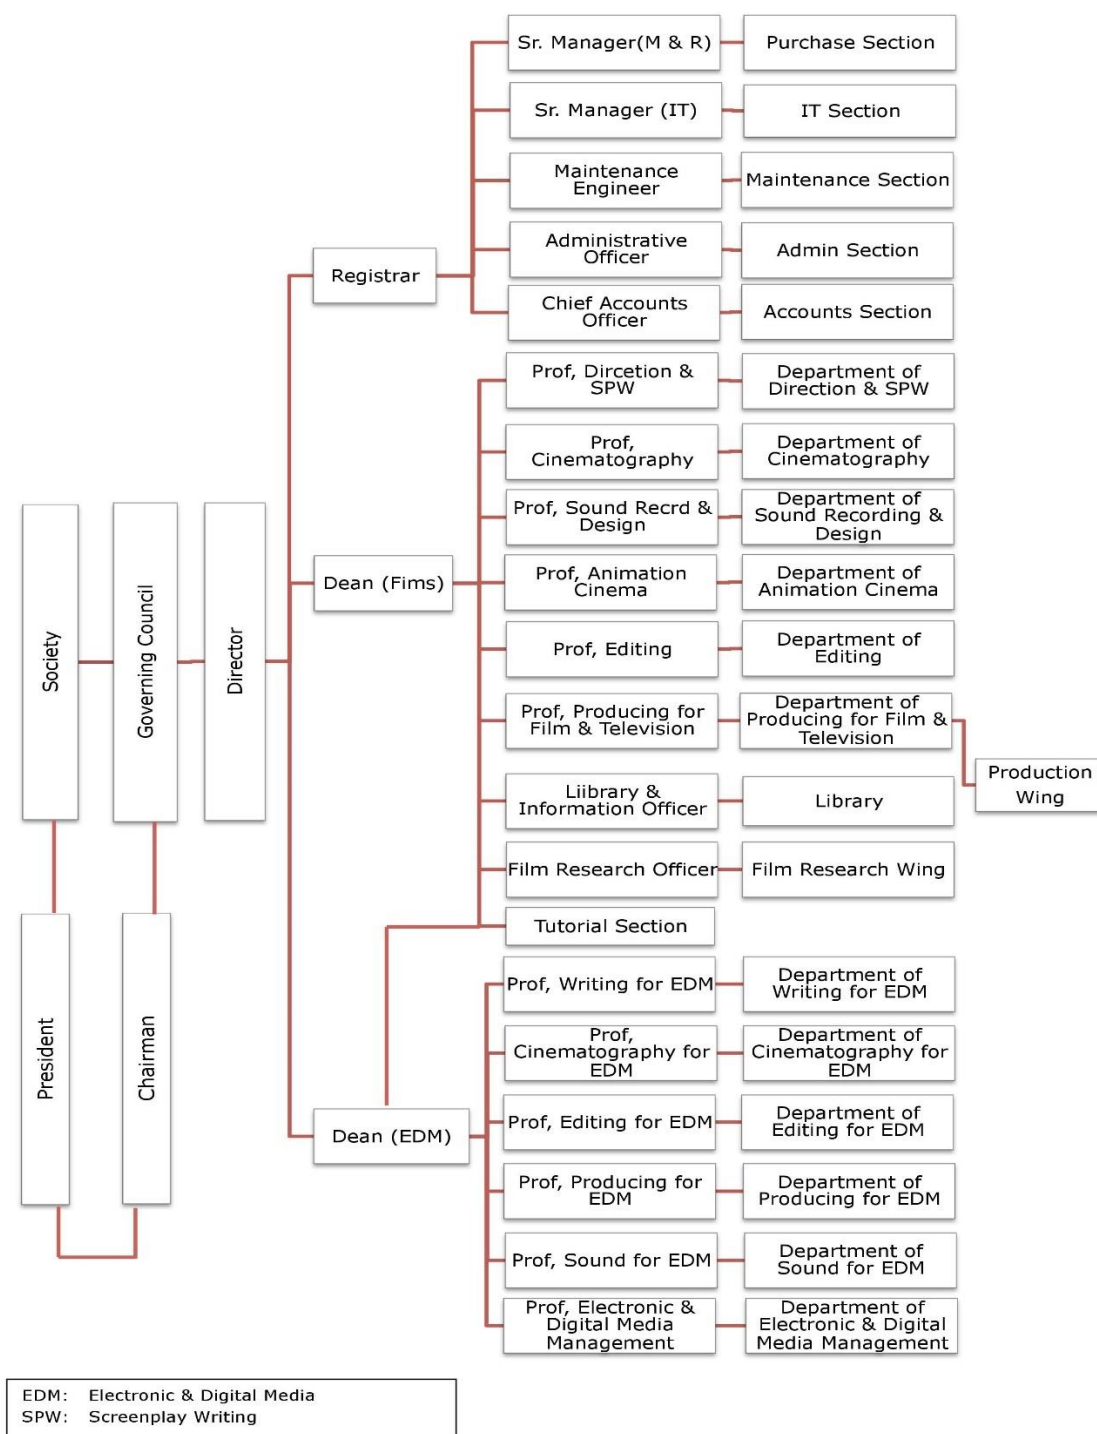 Sr. Manager(M & R)
Purchase Section
Sr. Manager (IT)
IT Section
Maintenance
Engineer
Maintenance Section
Administrative
Officer
Admin Section
Registrar
Chief Accounts
Officer
Accounts Section
Prof, Dircetion &
SPW
Department of
Direction & SPW
Prof,
Cinematography
Department of
Cinematography
Prof, Sound Recrd &
Design
Department of
Sound Recording &
Design
Dean (Fims)
Prof, Animation
Cinema
Department of
Animation Cinema
Society
Governing Council
Director
Prof, Editing
Department of
Editing
Prof, Producing for
Film & Television
Department of
Producing for Film &
Television
Production
Wing
Liibrary &
Information Officer
Library
Film Research Officer
Film Research Wing
Tutorial Section
President
Chairman
Prof, Writing for EDM
Department of
Writing for EDM
Prof,
Cinematography for
EDM
Department of
Cinematography for
EDM
Dean (EDM)
Prof, Editing for EDM
Department of
Editing for EDM
Prof, Producing for
EDM
Department of
Producing for EDM
Prof, Sound for EDM
Department of
Sound for EDM
Prof, Electronic &
Digital Media
Management
Department of
Electronic & Digital
Media Management
EDM: Electronic & Digital Media
SPW: Screenplay Writing